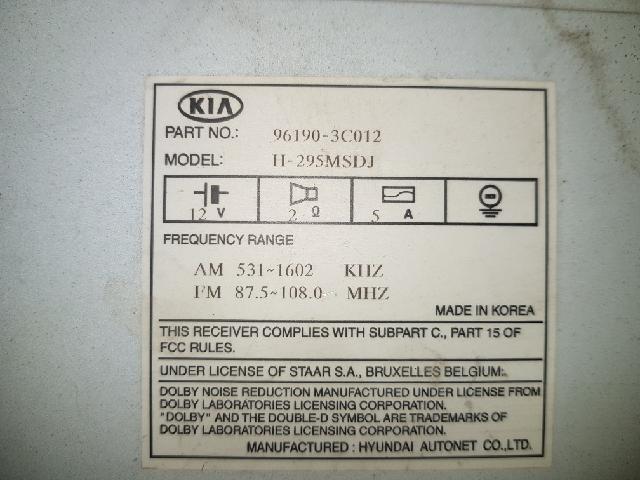 KIA
PART NO.: 96190-3C012
MODEL: H-295MSDJ
12 V 2 Ω 5 A
FREQUENCY RANGE
AM 531~1602 KHZ
FM 87.5~108.0 MHZ
MADE IN KOREA
THIS RECEIVER COMPLIES WITH SUBPART C., PART 15 OF
FCC RULES.
UNDER LICENSE OF STAAR S.A., BRUXELLES BELGIUM.
DOLBY NOISE REDUCTION MANUFACTURED UNDER LICENSE FROM
DOLBY LABORATORIES LICENSING CORPORATION.
"DOLBY" AND THE DOUBLE-D SYMBOL ARE TRADEMARKS OF
DOLBY LABORATORIES LICENSING CORPORATION.
MANUFACTURED : HYUNDAI AUTONET CO.,LTD.